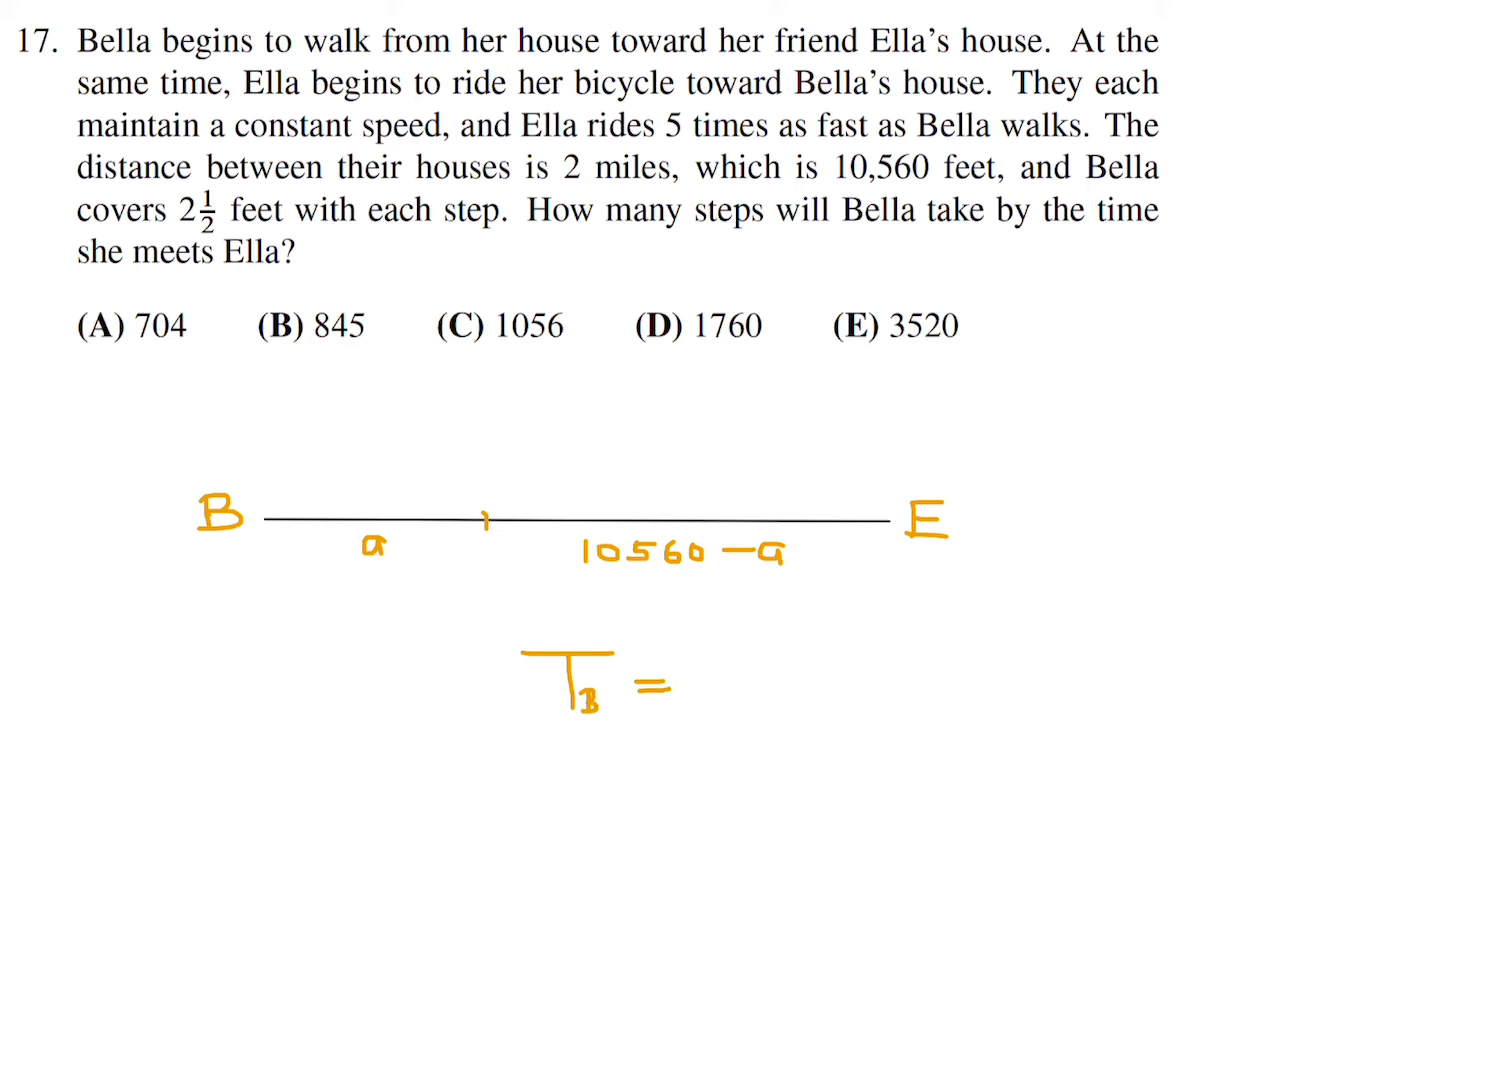 17. Bella begins to walk from her house toward her friend Ella's house. At the
same time, Ella begins to ride her bicycle toward Bella's house. They each
maintain a constant speed, and Ella rides 5 times as fast as Bella walks. The
distance between their houses is 2 miles, which is 10,560 feet, and Bella
covers 2 1/2 feet with each step. How many steps will Bella take by the time
she meets Ella?
(A) 704 (B) 845 (C) 1056 (D) 1760 (E) 3520
B E
a 10560 - a
T_B =